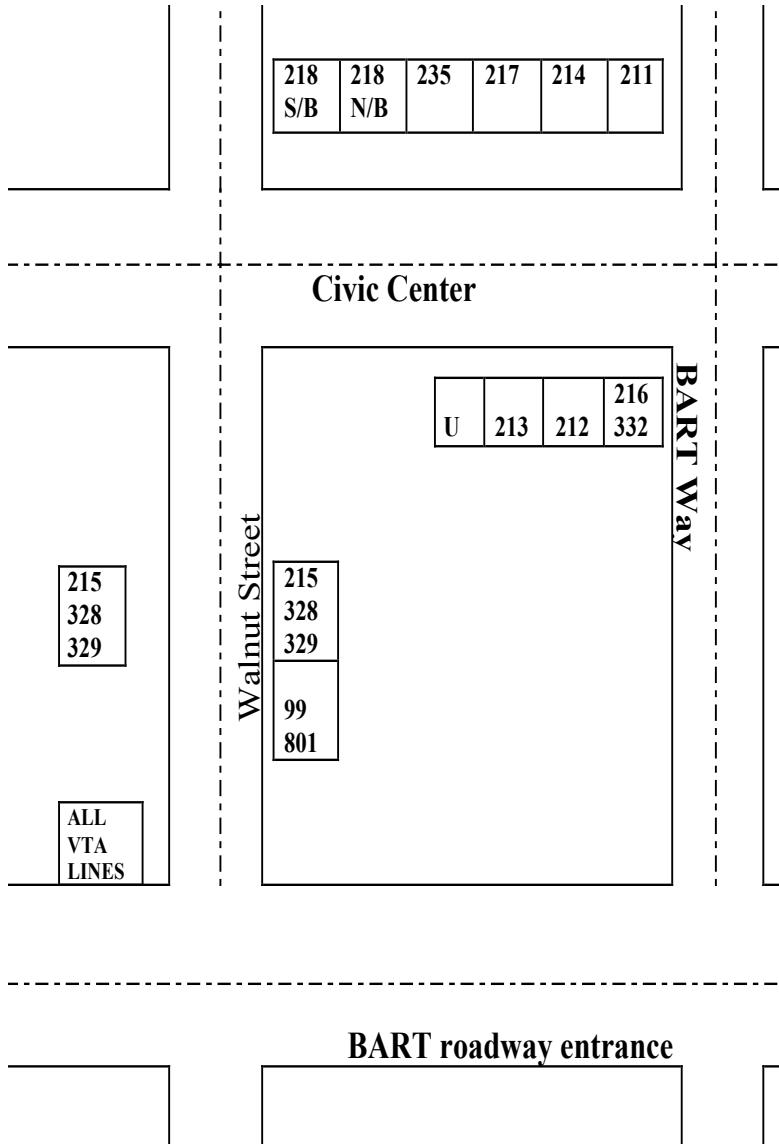 218 S/B
218 N/B
235
217
214
211
Civic Center
U
213
212
216
332
BART Way
Walnut Street
215
328
329
215
328
329
99
801
ALL
VTA
LINES
BART roadway entrance